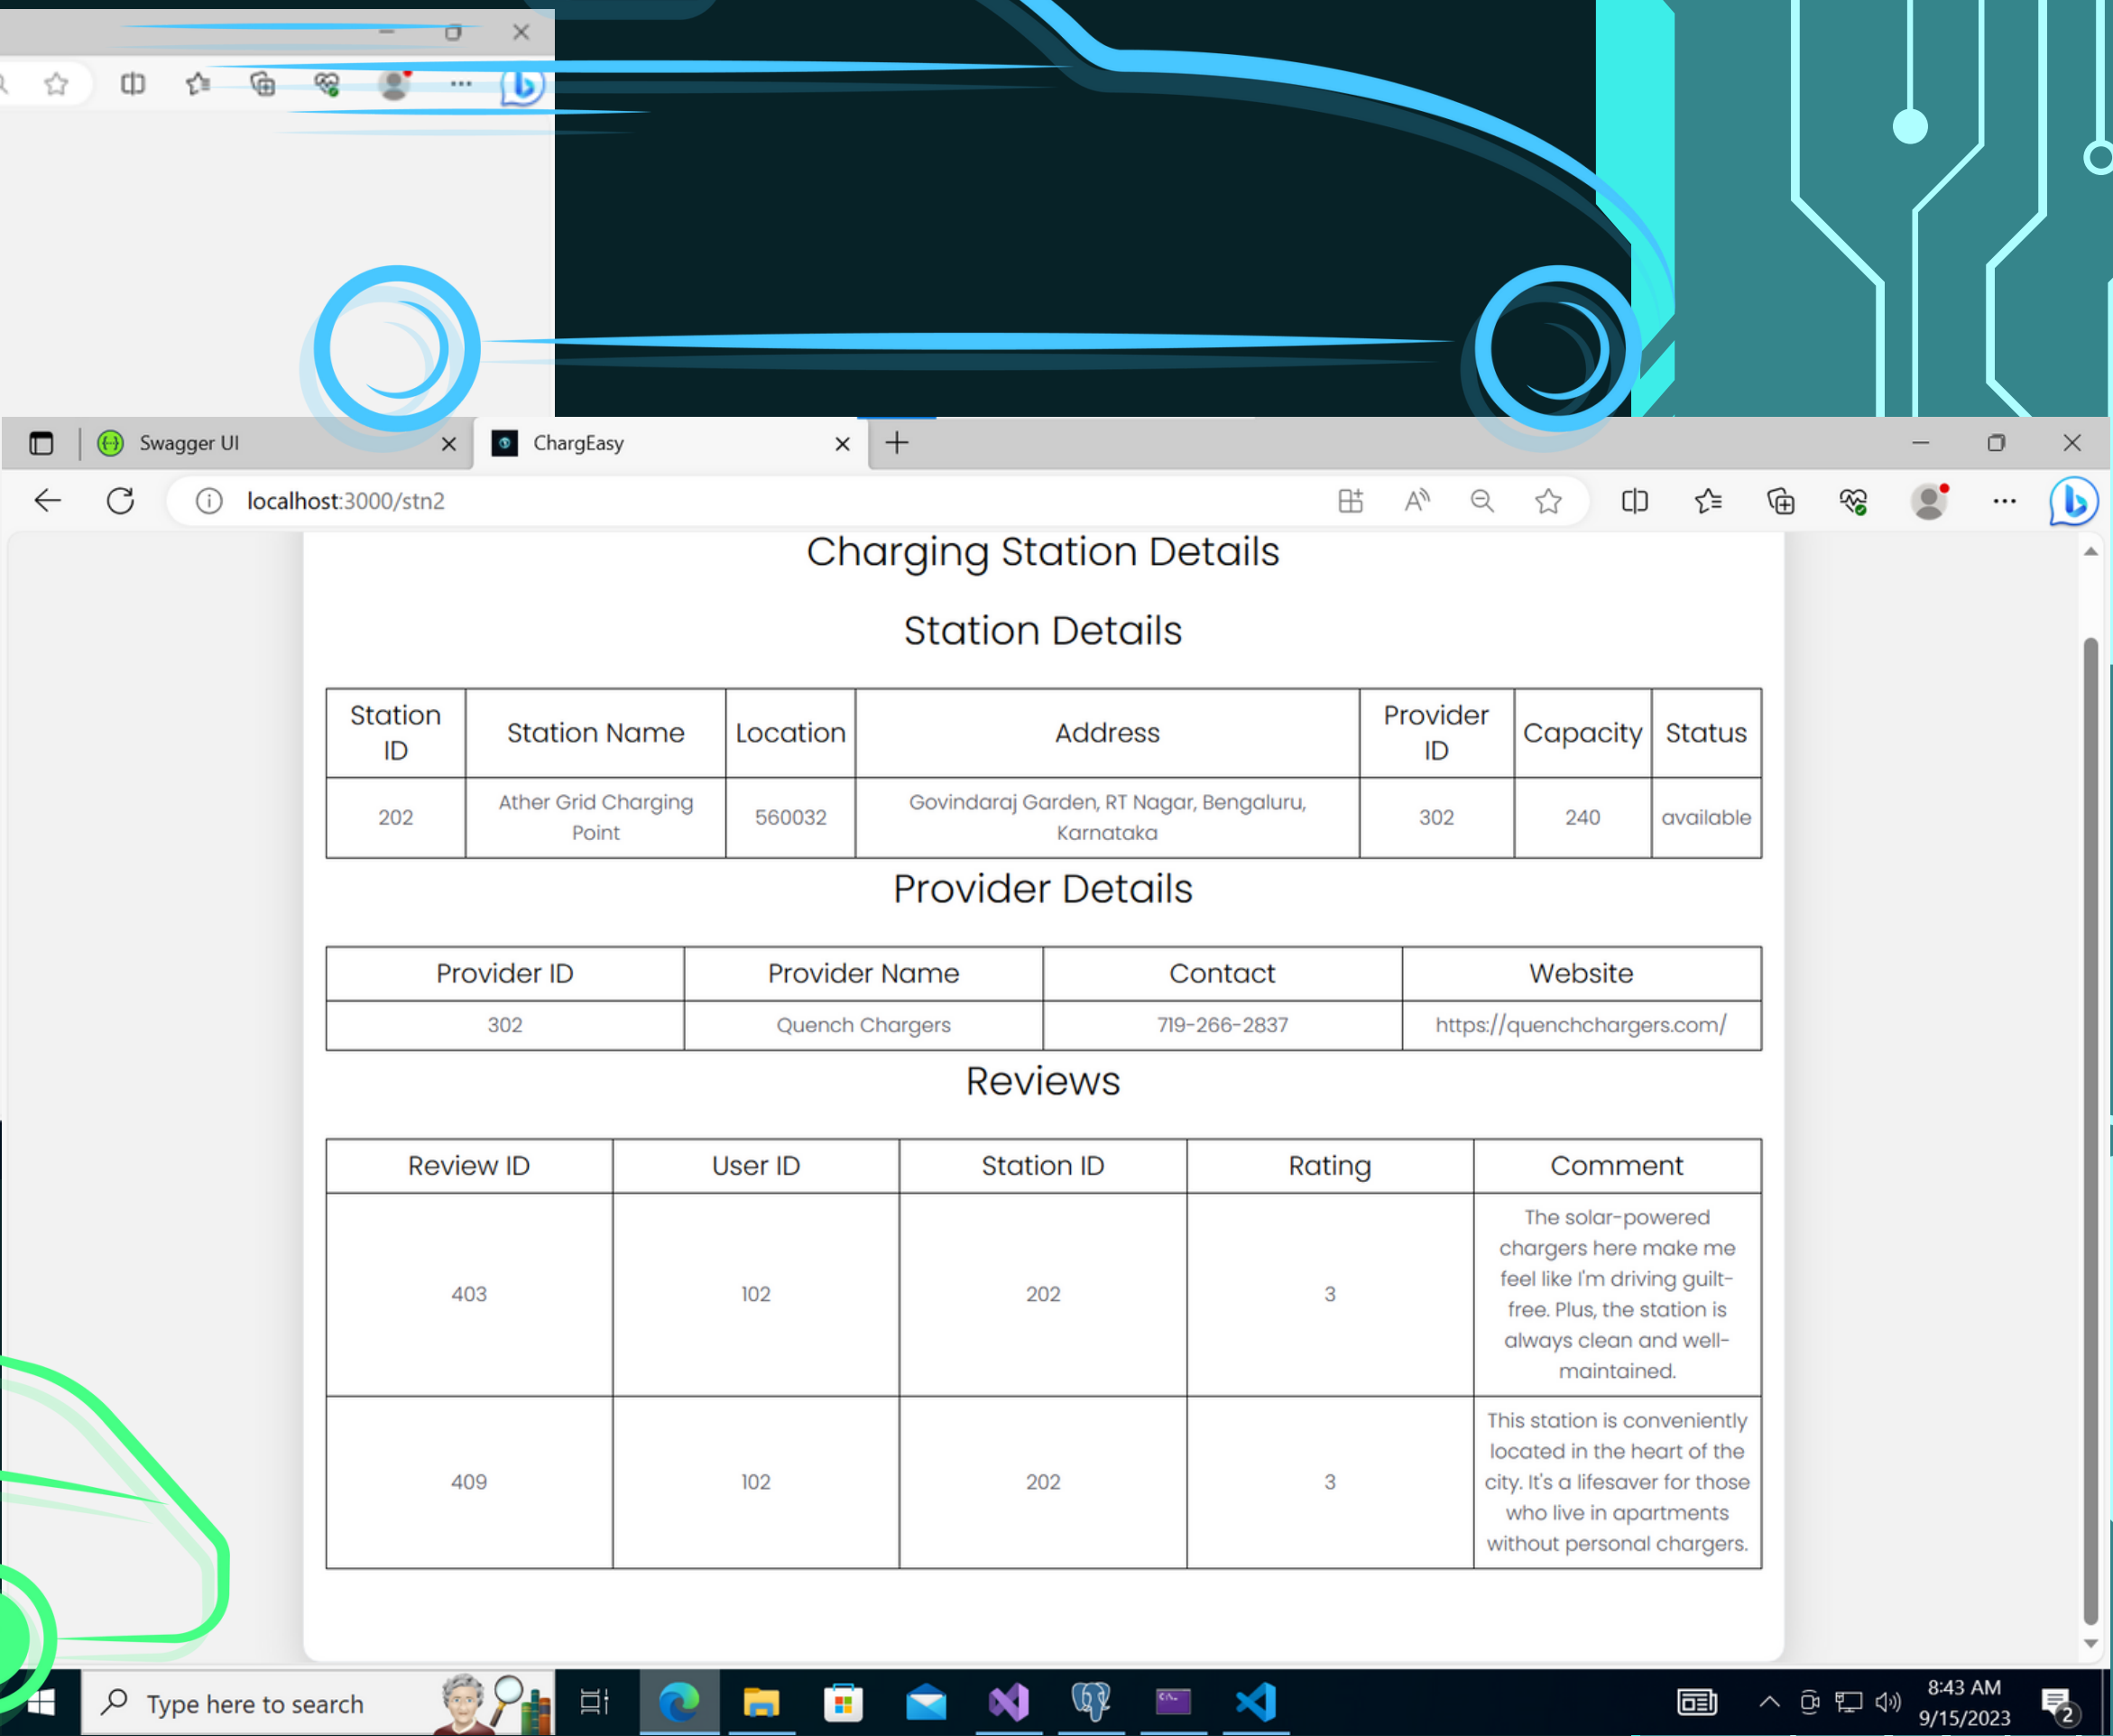 Swagger UI
ChargEasy
localhost:3000/stn2
Charging Station Details
Station Details
Station
ID
Station Name
Location
Address
Provider
ID
Capacity
Status
202
Ather Grid Charging
Point
560032
Govindaraj Garden, RT Nagar, Bengaluru,
Karnataka
302
240
available
Provider Details
Provider ID
Provider Name
Contact
Website
302
Quench Chargers
719-266-2837
https://quenchchargers.com/
Reviews
Review ID
User ID
Station ID
Rating
Comment
403
102
202
3
The solar-powered
chargers here make me
feel like I'm driving guilt-
free. Plus, the station is
always clean and well-
maintained.
409
102
202
3
This station is conveniently
located in the heart of the
city. It's a lifesaver for those
who live in apartments
without personal chargers.
Type here to search
8:43 AM
9/15/2023
2